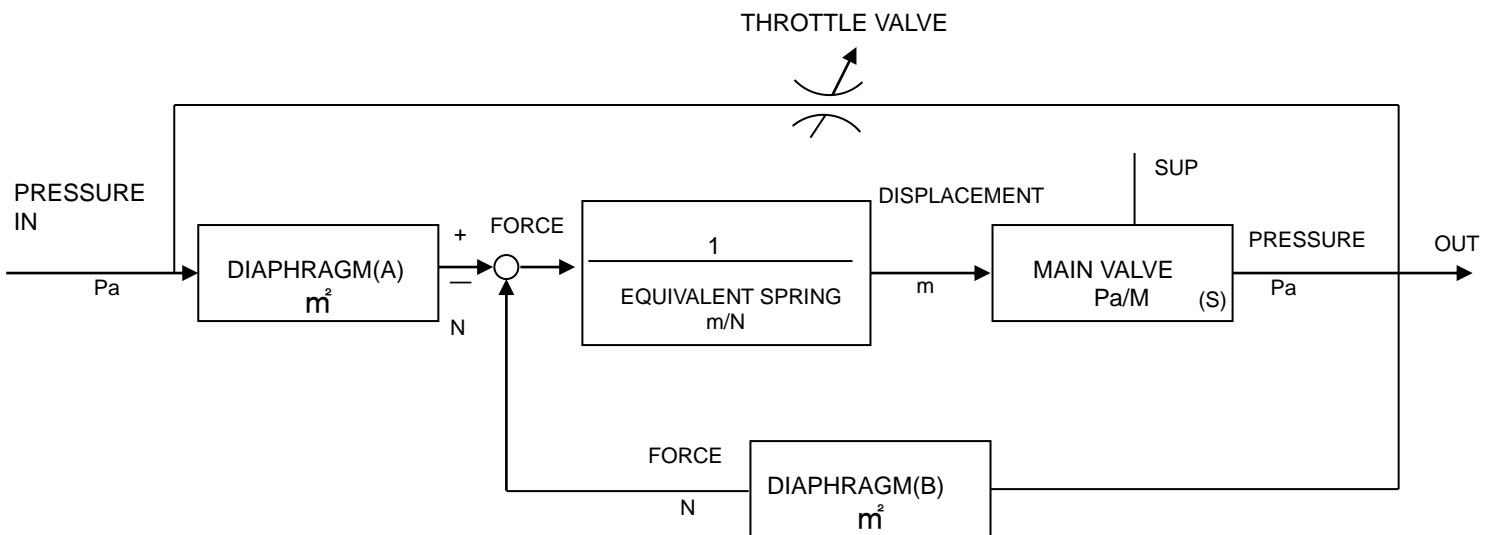 THROTTLE VALVE
PRESSURE
IN
Pa
DIAPHRAGM(A)
m²
+
—
N
FORCE
1
EQUIVALENT SPRING
m/N
DISPLACEMENT
m
SUP
MAIN VALVE
Pa/M
(S)
PRESSURE
Pa
OUT
FORCE
N
DIAPHRAGM(B)
m²